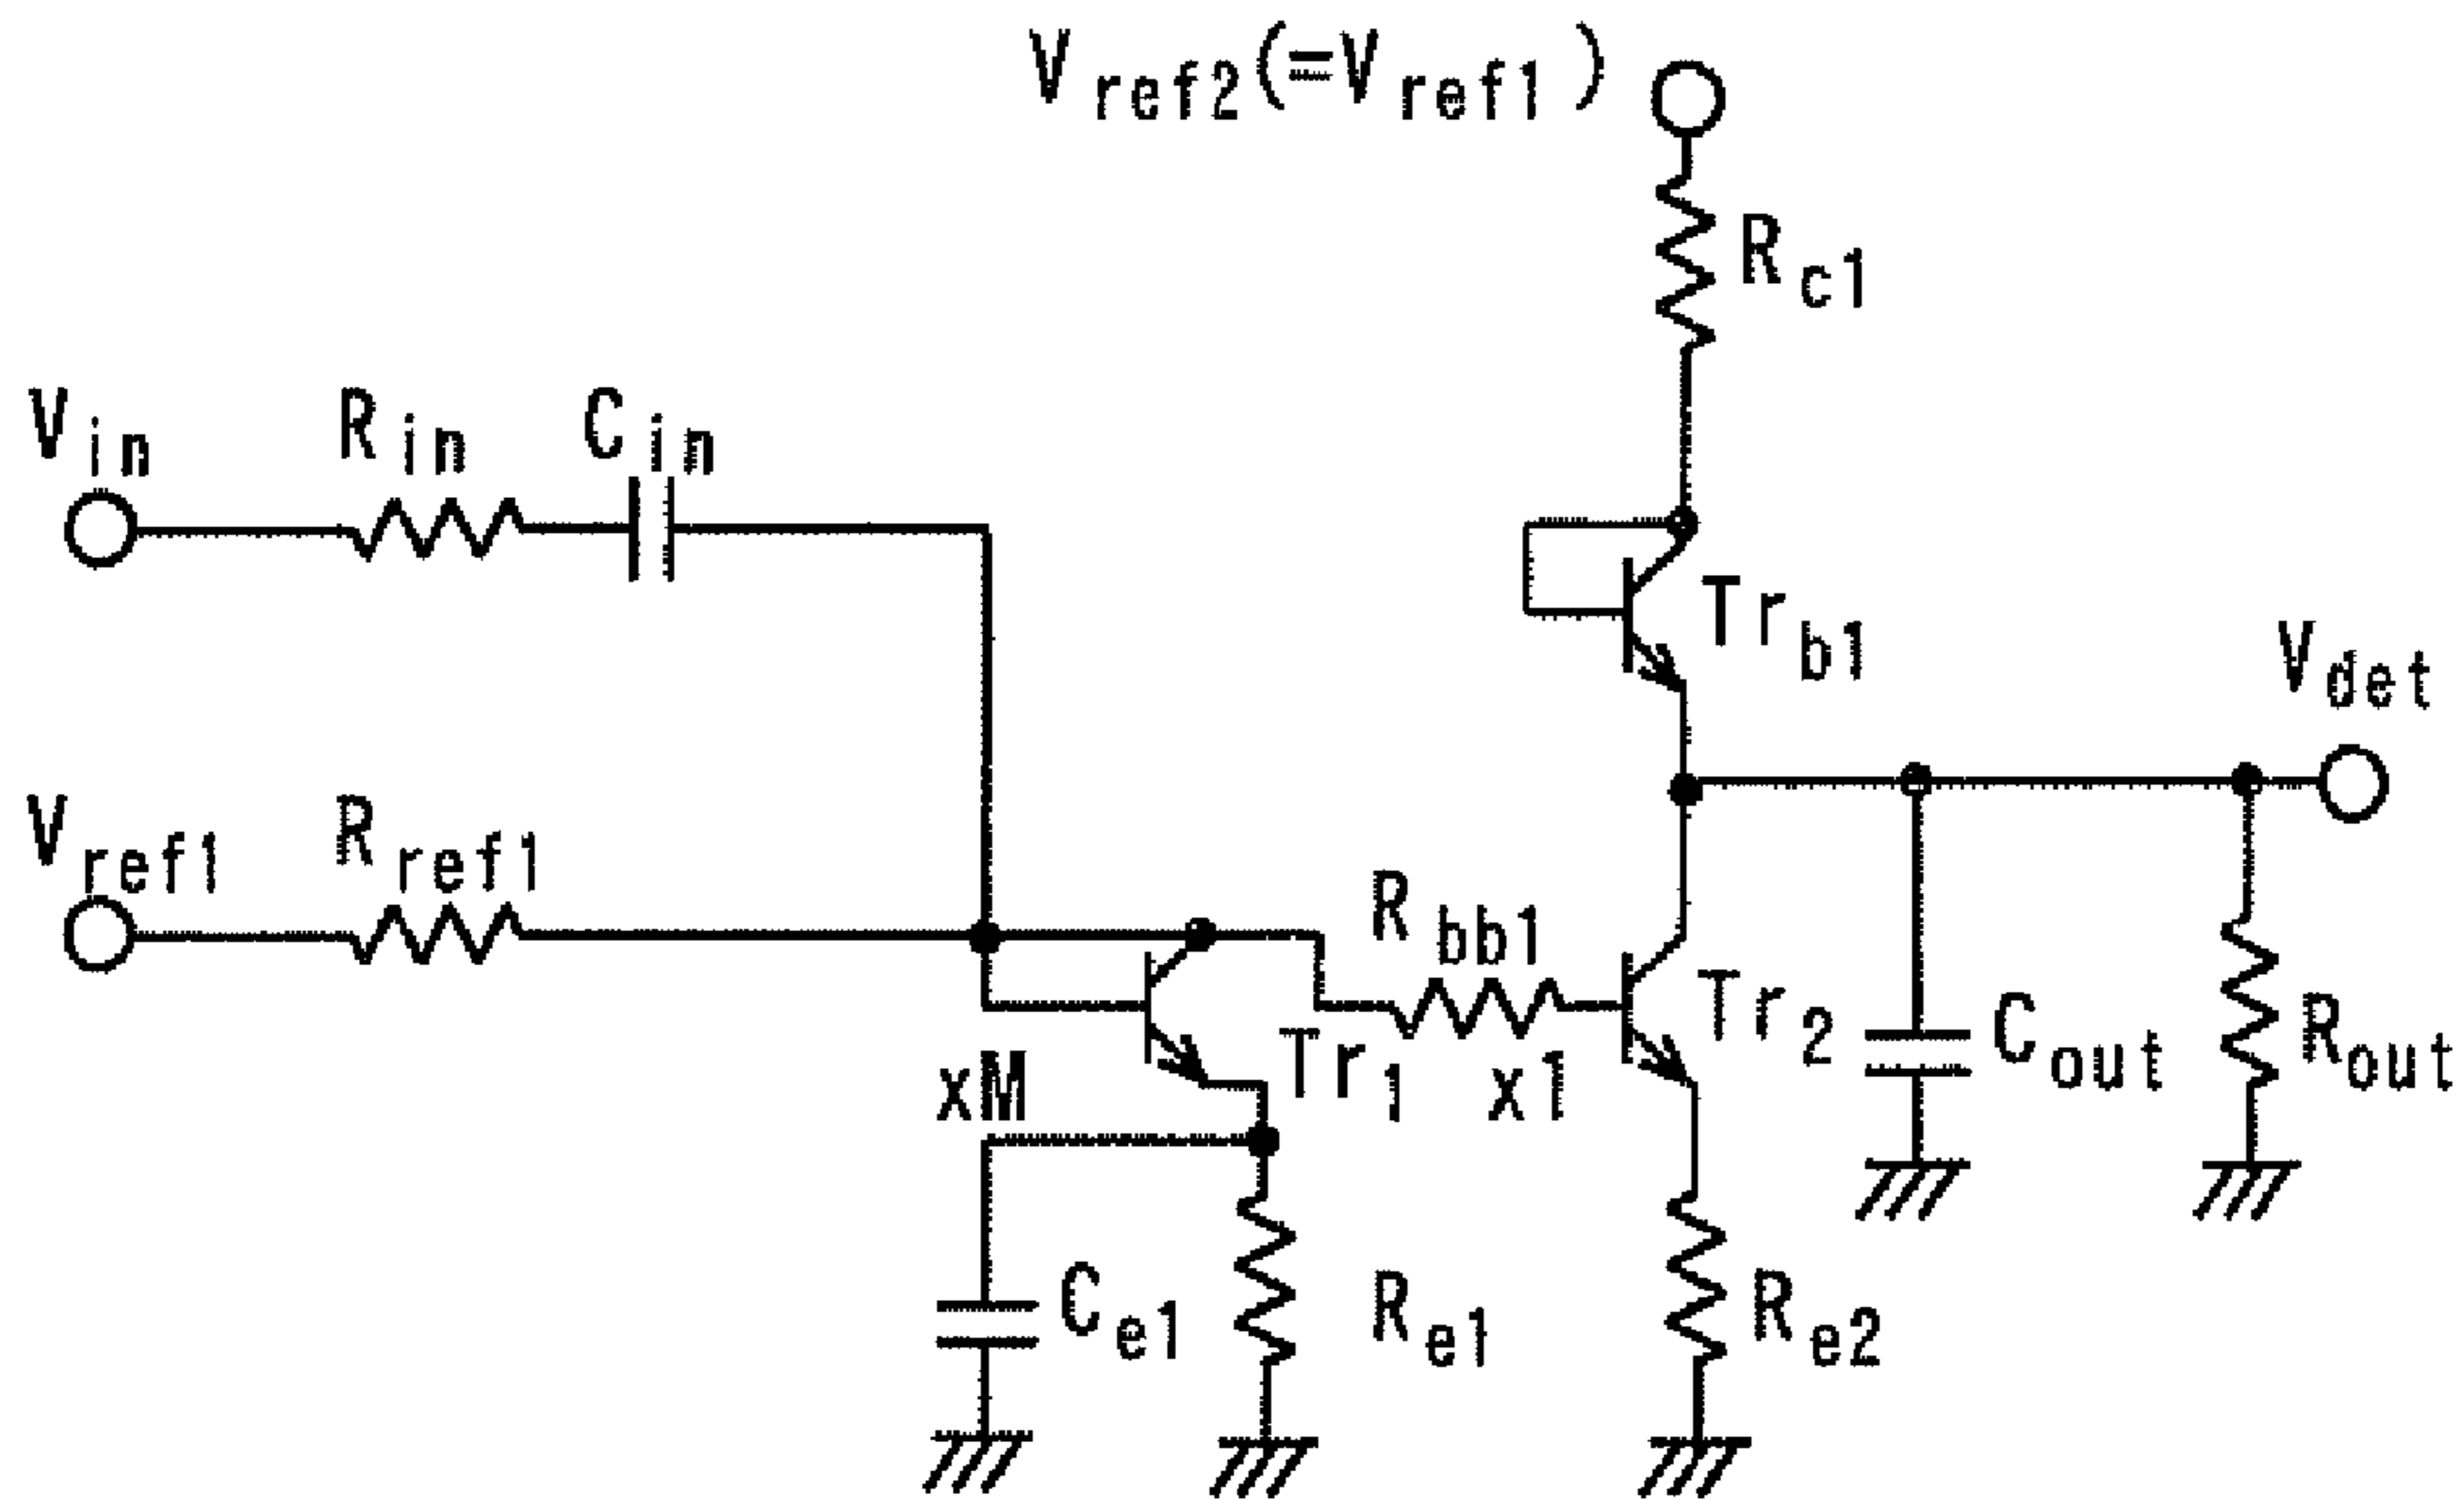 Vref2(=Vref1)
Rc1
Vin
Rin
Cin
Trb1
Vdet
Vref1
Rref1
Rbb1
Tr2
Cout
Rout
xM
Tr1
x1
Ce1
Re1
Re2